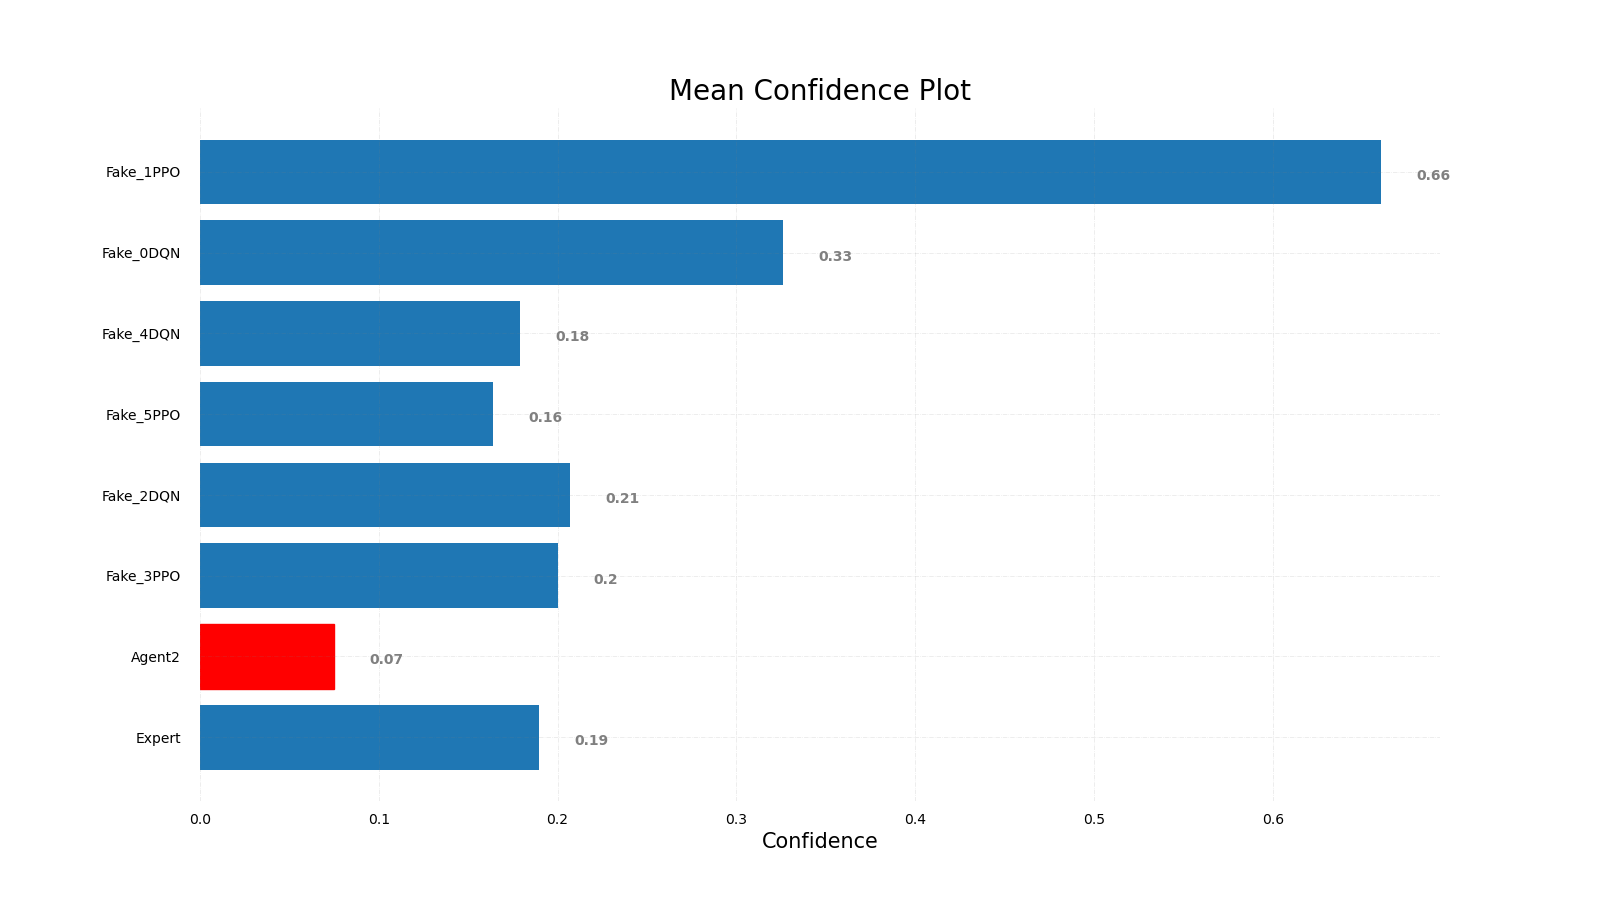 Mean Confidence Plot
Fake_1PPO 0.66
Fake_0DQN 0.33
Fake_4DQN 0.18
Fake_5PPO 0.16
Fake_2DQN 0.21
Fake_3PPO 0.2
Agent2 0.07
Expert 0.19
0.0 0.1 0.2 0.3 0.4 0.5 0.6
Confidence